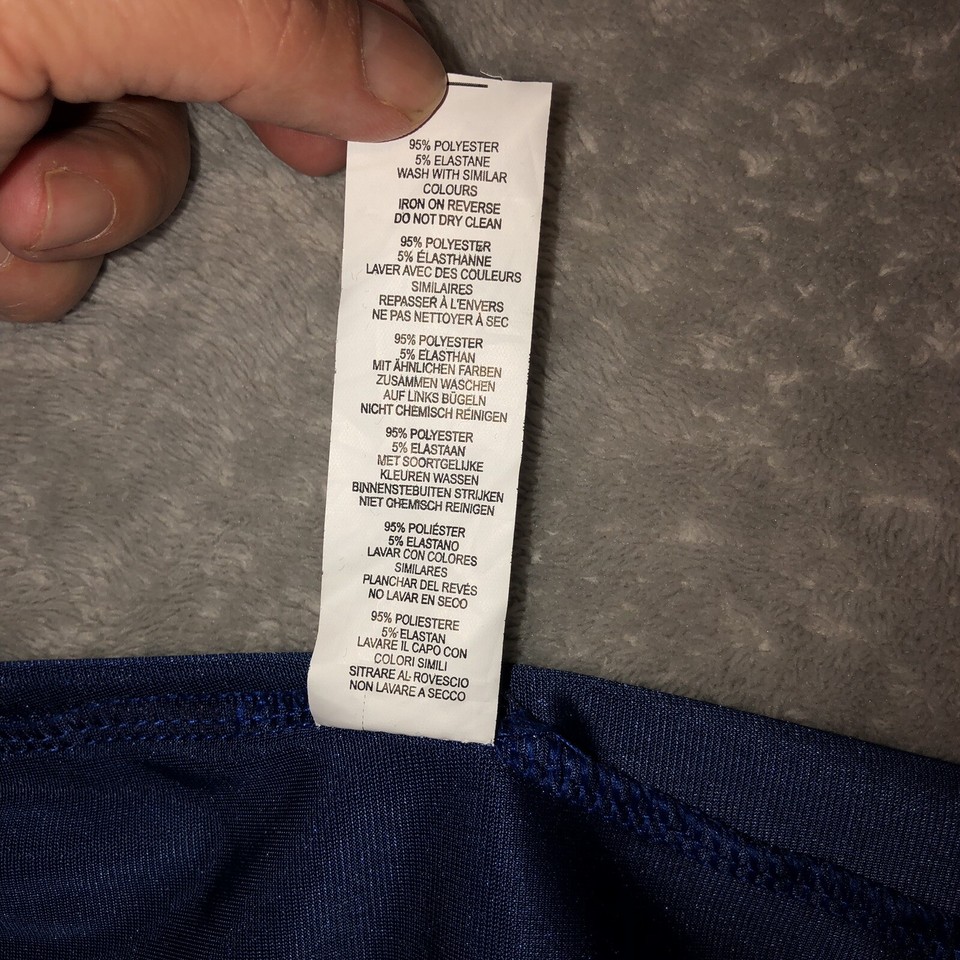 95% POLYESTER
5% ELASTANE
WASH WITH SIMILAR
COLOURS
IRON ON REVERSE
DO NOT DRY CLEAN
95% POLYESTER
5% ÉLASTHANNE
LAVER AVEC DES COULEURS
SIMILAIRES
REPASSER À L'ENVERS
NE PAS NETTOYER À SEC
95% POLYESTER
5% ELASTHAN
MIT ÄHNLICHEN FARBEN
ZUSAMMEN WASCHEN
AUF LINKS BÜGELN
NICHT CHEMISCH REINIGEN
95% POLYESTER
5% ELASTAAN
MET SOORTGELIJKE
KLEUREN WASSEN
BINNENSTEBUITEN STRIJKEN
NIET CHEMISCH REINIGEN
95% POLIÉSTER
5% ELASTANO
LAVAR CON COLORES
SIMILARES
PLANCHAR DEL REVÉS
NO LAVAR EN SECO
95% POLIESTERE
5% ELASTAN
LAVARE IL CAPO CON
COLORI SIMILI
SITRARE AL ROVESCIO
NON LAVARE A SECCO